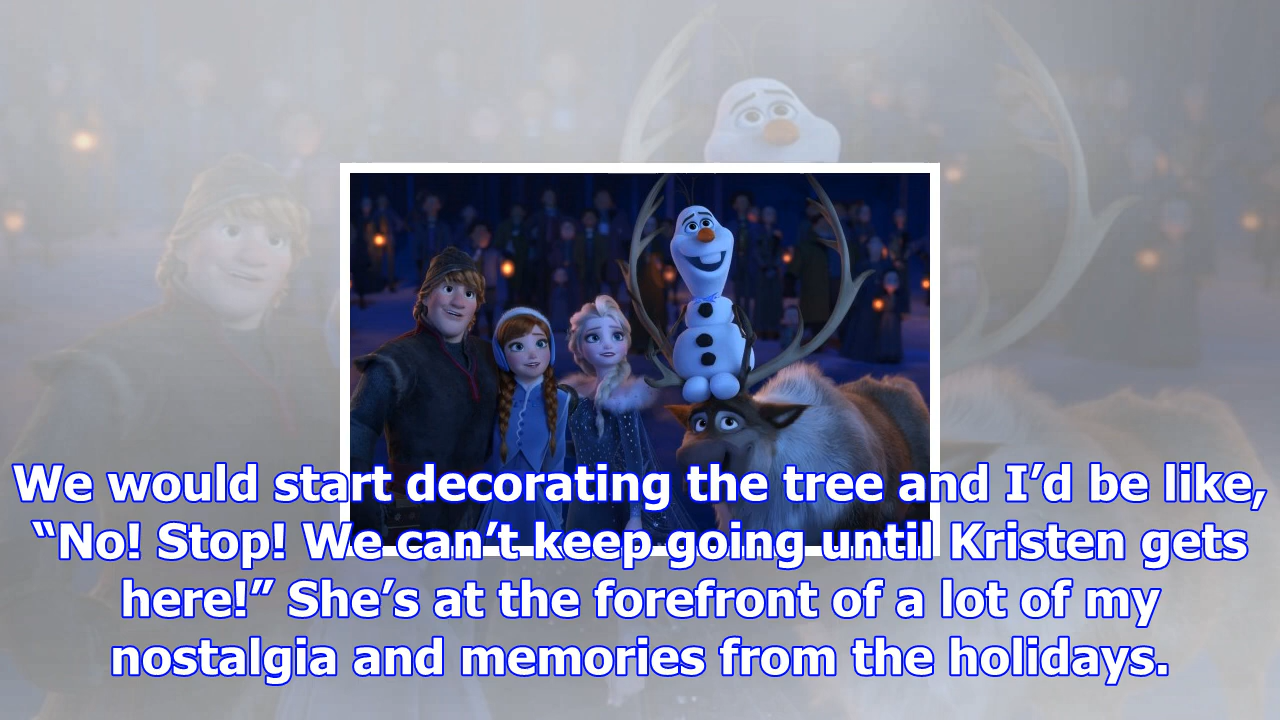 We would start decorating the tree and I’d be like,
“No! Stop! We can’t keep going until Kristen gets
here!” She’s at the forefront of a lot of my
nostalgia and memories from the holidays.